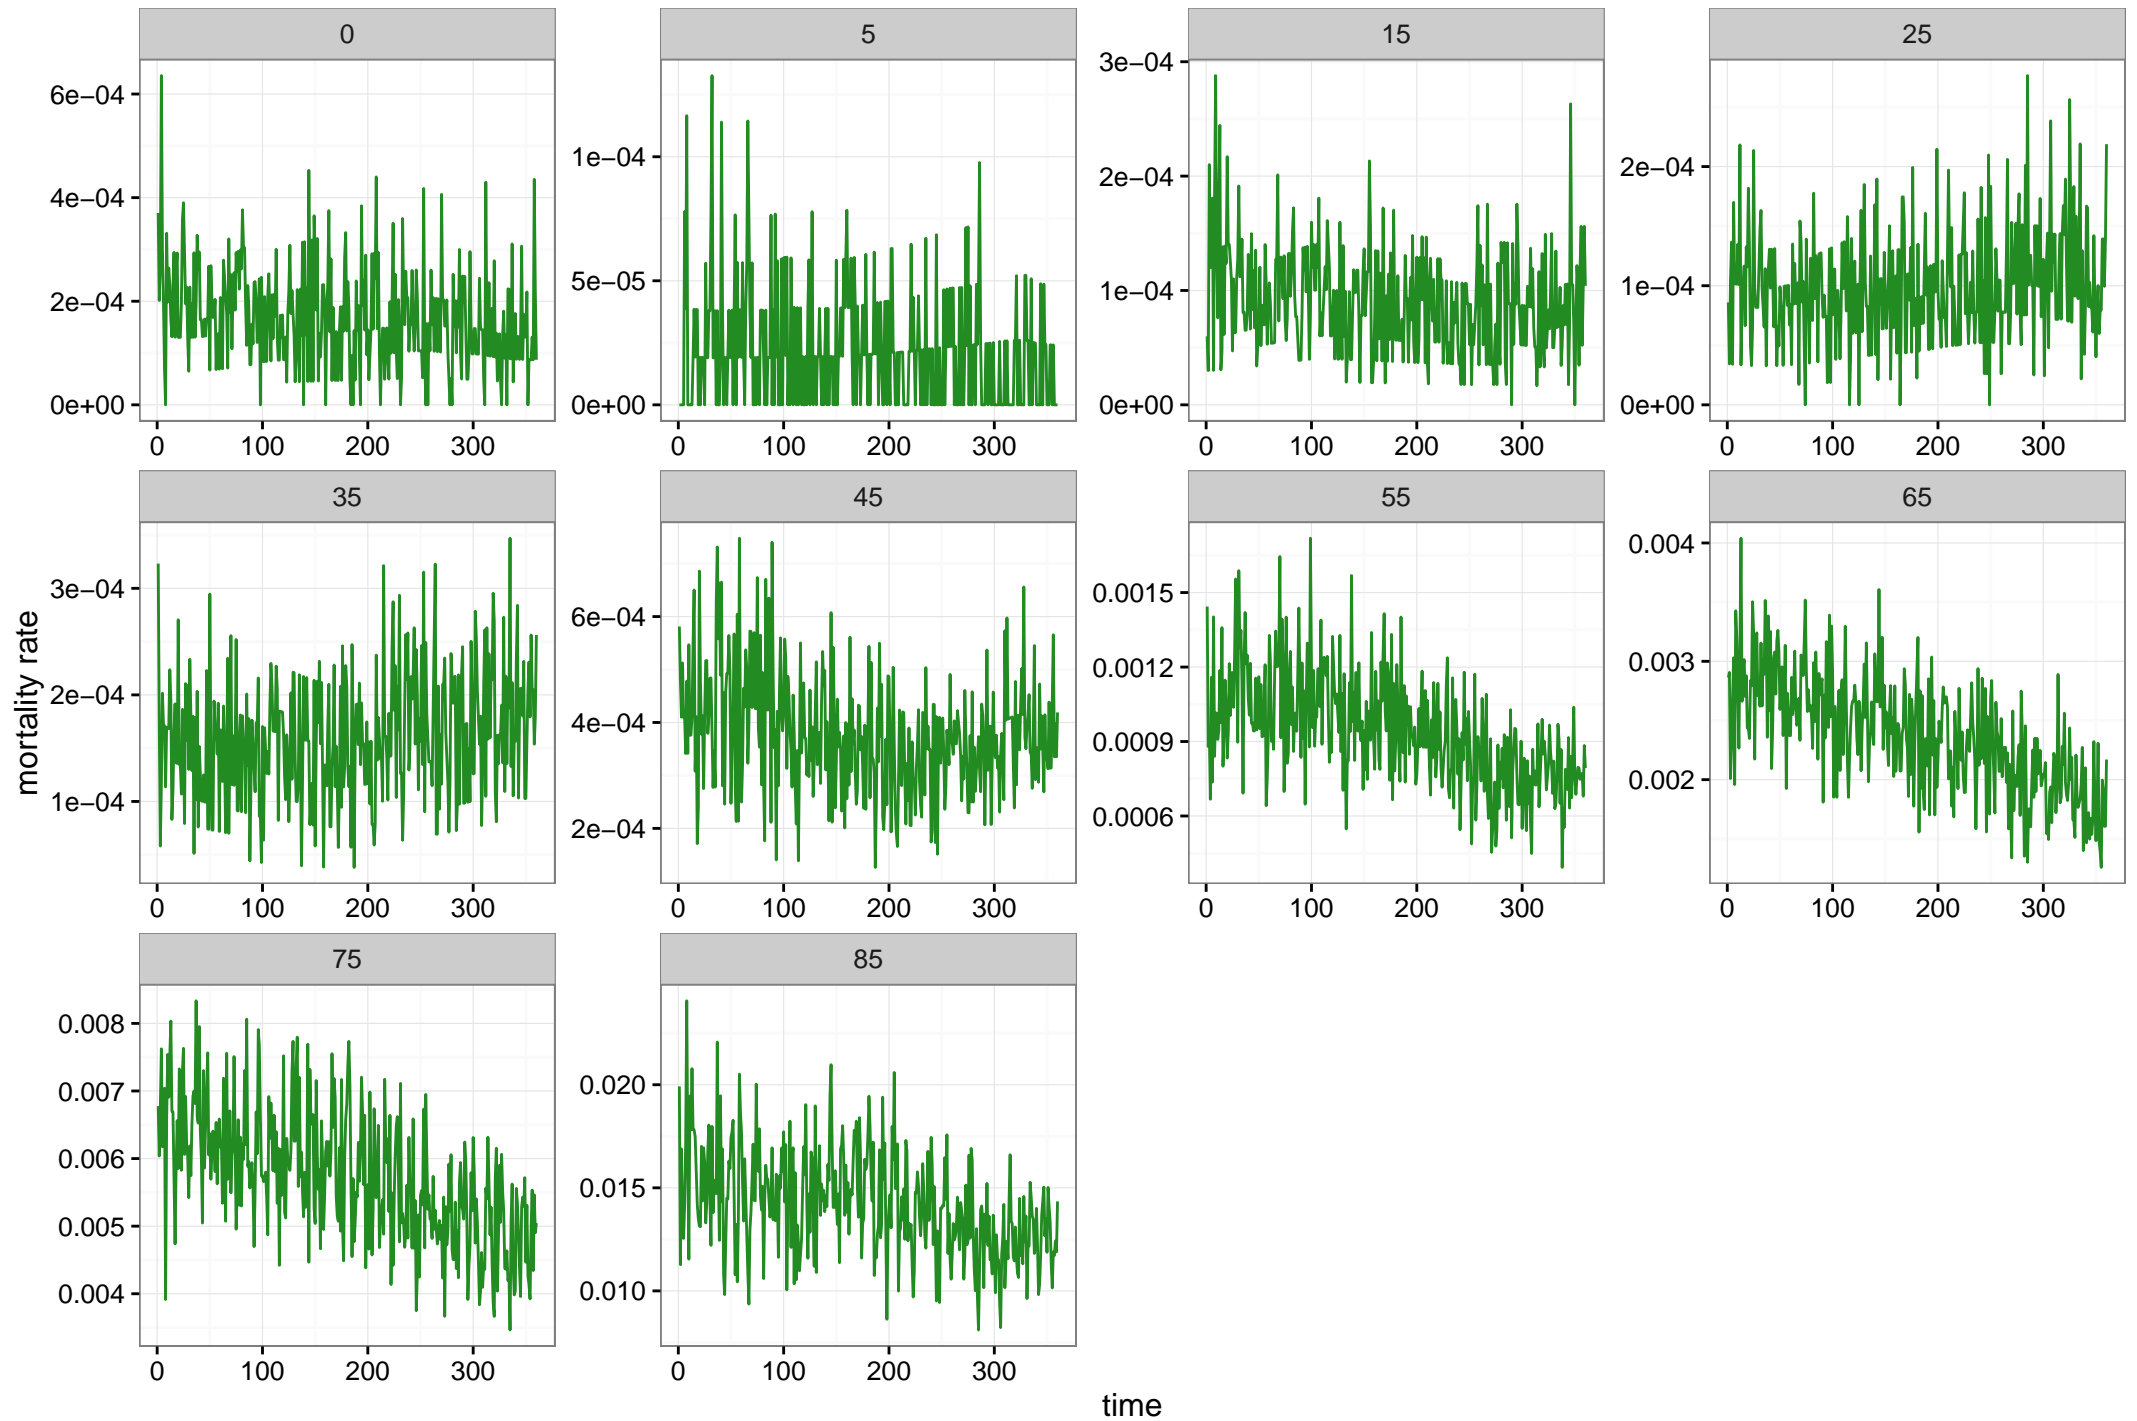 0 5 15 25
6e−04
4e−04
2e−04
0e+00
1e−04
5e−05
0e+00
3e−04
2e−04
1e−04
0e+00
2e−04
1e−04
0e+00
0 100 200 300
0 100 200 300
0 100 200 300
0 100 200 300
35 45 55 65
mortality rate
3e−04
2e−04
1e−04
6e−04
4e−04
2e−04
0.0015
0.0012
0.0009
0.0006
0.004
0.003
0.002
0 100 200 300
0 100 200 300
0 100 200 300
0 100 200 300
75 85
0.008
0.007
0.006
0.005
0.004
0.020
0.015
0.010
0 100 200 300
0 100 200 300
time